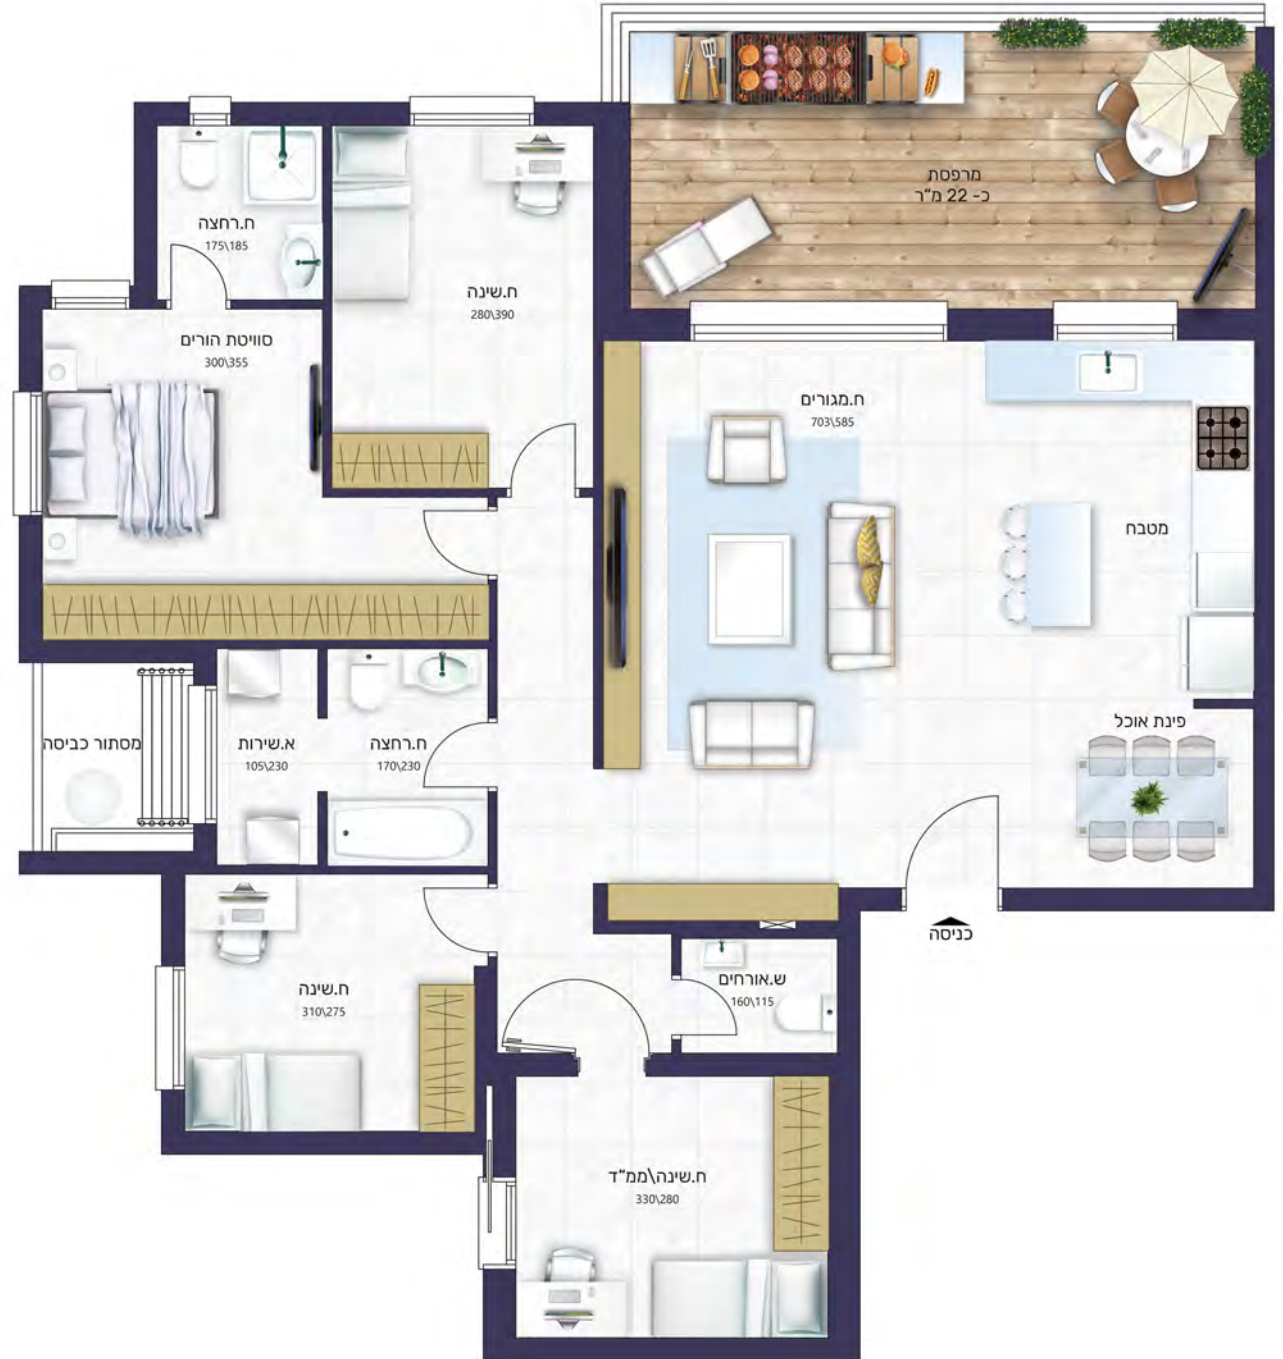 מרפסת
כ- 22 מ"ר
ח.רחצה
175\185
ח.שינה
280\390
סוויטת הורים
300\355
ח.מגורים
703\585
מטבח
פינת אוכל
מסתור כביסה
א.שירות
105\230
ח.רחצה
170\230
כניסה
ח.שינה
310\275
ש.אורחים
160\115
ח.שינה\ממ"ד
330\280